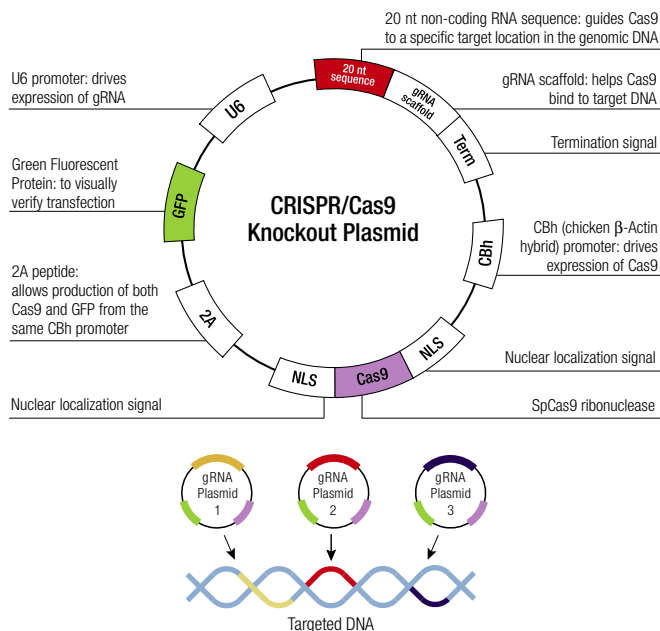 20 nt non-coding RNA sequence: guides Cas9
to a specific target location in the genomic DNA
U6 promoter: drives
expression of gRNA
20 nt
sequence
gRNA
scaffold
gRNA scaffold: helps Cas9
bind to target DNA
U6
Term
Termination signal
Green Fluorescent
Protein: to visually
verify transfection
GFP
CRISPR/Cas9
Knockout Plasmid
CBh
CBh (chicken β-Actin
hybrid) promoter: drives
expression of Cas9
2A peptide:
allows production of both
Cas9 and GFP from the
same CBh promoter
2A
NLS
Cas9
NLS
Nuclear localization signal
Nuclear localization signal
SpCas9 ribonuclease
gRNA
Plasmid
1
gRNA
Plasmid
2
gRNA
Plasmid
3
Targeted DNA